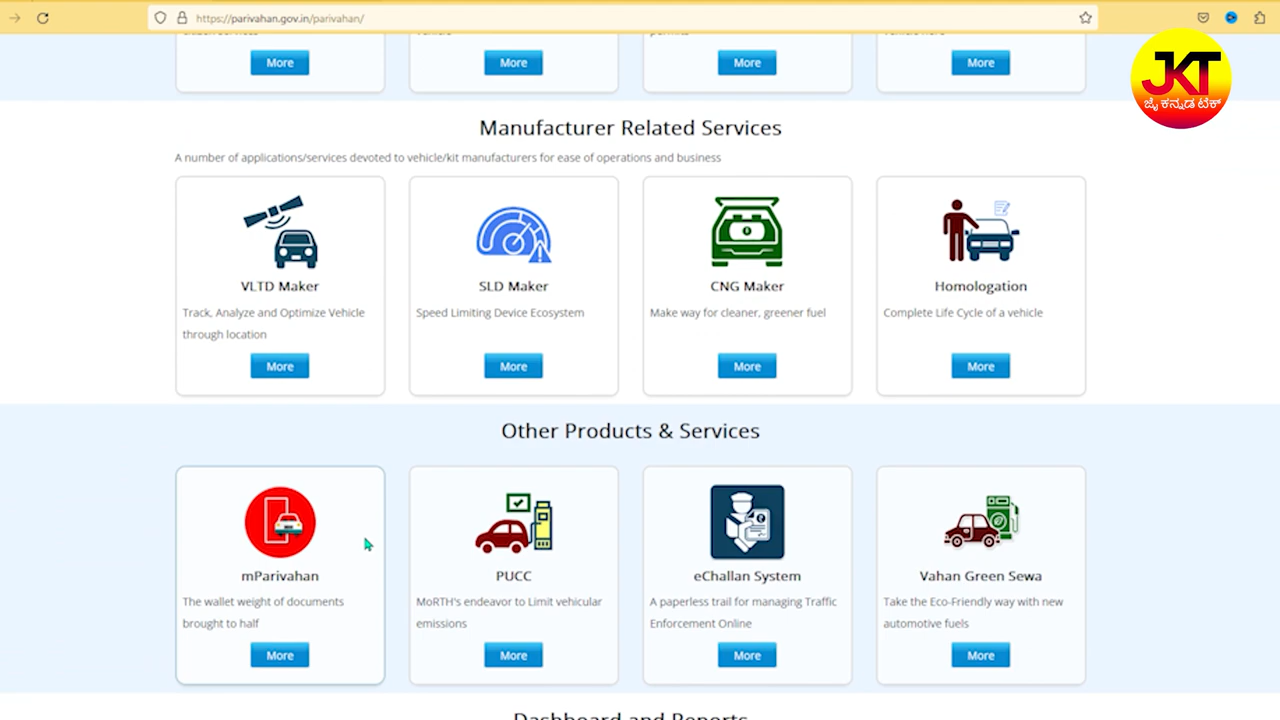 https://parivahan.gov.in/parivahan/
More More More More
JKT
ಜೈ ಕನ್ನಡ ಟೆಕ್
Manufacturer Related Services
A number of applications/services devoted to vehicle/kit manufacturers for ease of operations and business
VLTD Maker SLD Maker CNG Maker Homologation
Track, Analyze and Optimize Vehicle Speed Limiting Device Ecosystem Make way for cleaner, greener fuel Complete Life Cycle of a vehicle
through location
More More More More
Other Products & Services
mParivahan PUCC eChallan System Vahan Green Sewa
The wallet weight of documents MoRTH's endeavor to Limit vehicular A paperless trail for managing Traffic Take the Eco-Friendly way with new
brought to half emissions Enforcement Online automotive fuels
More More More More
Dashboard and Reports